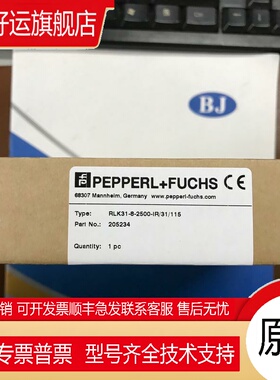 好运旗舰店
BJ
PEPPERL+FUCHS CE
68307 Mannheim, Germany www.pepperl-fuchs.com
Type: RLK31-8-2500-IR/31/115
Part No.: 205234
Quantity: 1 pc
销 可开发票顺丰急发联系客服 售后无忧
专票普票 型号齐全技术支持
原